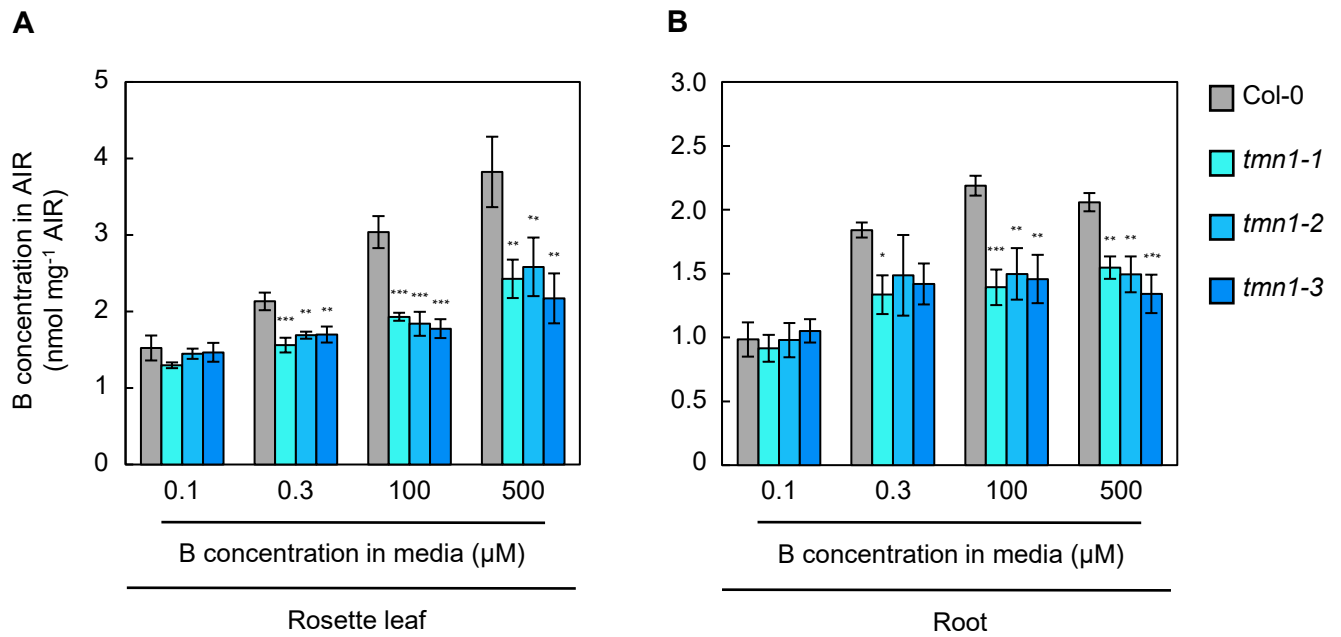 A
B concentration in AIR
(nmol mg⁻¹ AIR)
5
4
3
2
1
0
*** ** **
*** *** ***
** ** **
0.1 0.3 100 500
B concentration in media (µM)
Rosette leaf
B
3.0
2.5
2.0
1.5
1.0
0.5
0
*
*** ** **
** ** ***
0.1 0.3 100 500
B concentration in media (µM)
Root
Col-0
tmn1-1
tmn1-2
tmn1-3